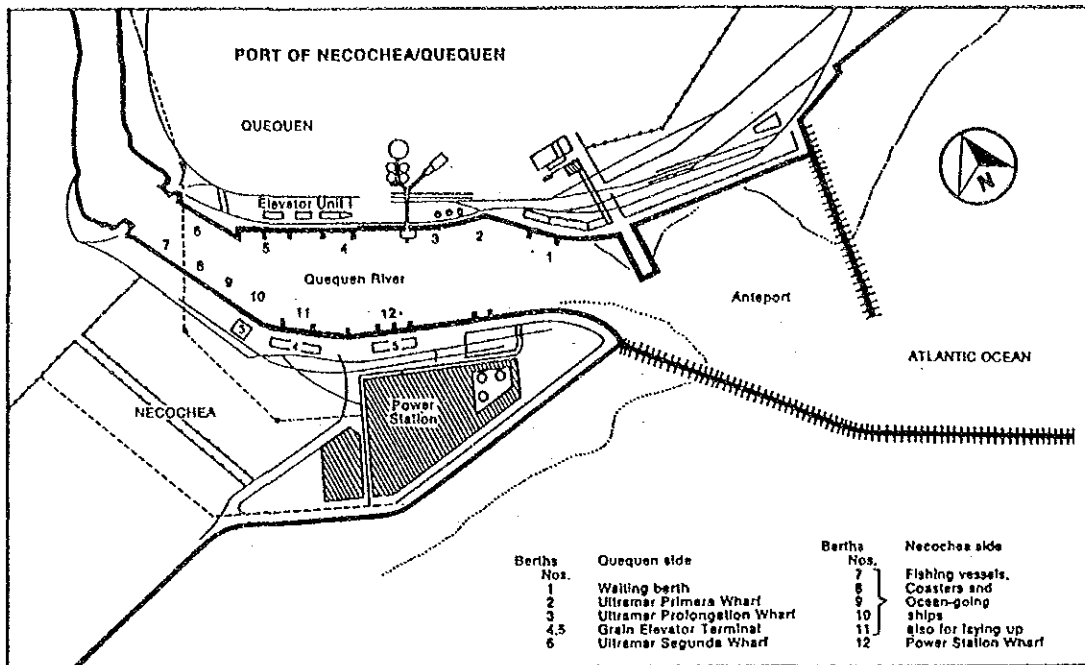 PORT OF NECOCHEA/QUEQUEN
QUEQUEN
N
Elevator Unit 1
6
5
4
3
2
1
7
8
9
10
11
12
Quequen River
Anteport
ATLANTIC OCEAN
3
4
5
NECOCHEA
Power
Station
Berths Nos. Quequen side
1 Waiting berth
2 Ultramar Primera Wharf
3 Ultramar Prolongation Wharf
4,5 Grain Elevator Terminal
6 Ultramar Segunda Wharf
Berths Nos. Necochea side
7 Fishing vessels,
8 Coasters and
9 Ocean-going
10 ships
11 also for laying up
12 Power Station Wharf